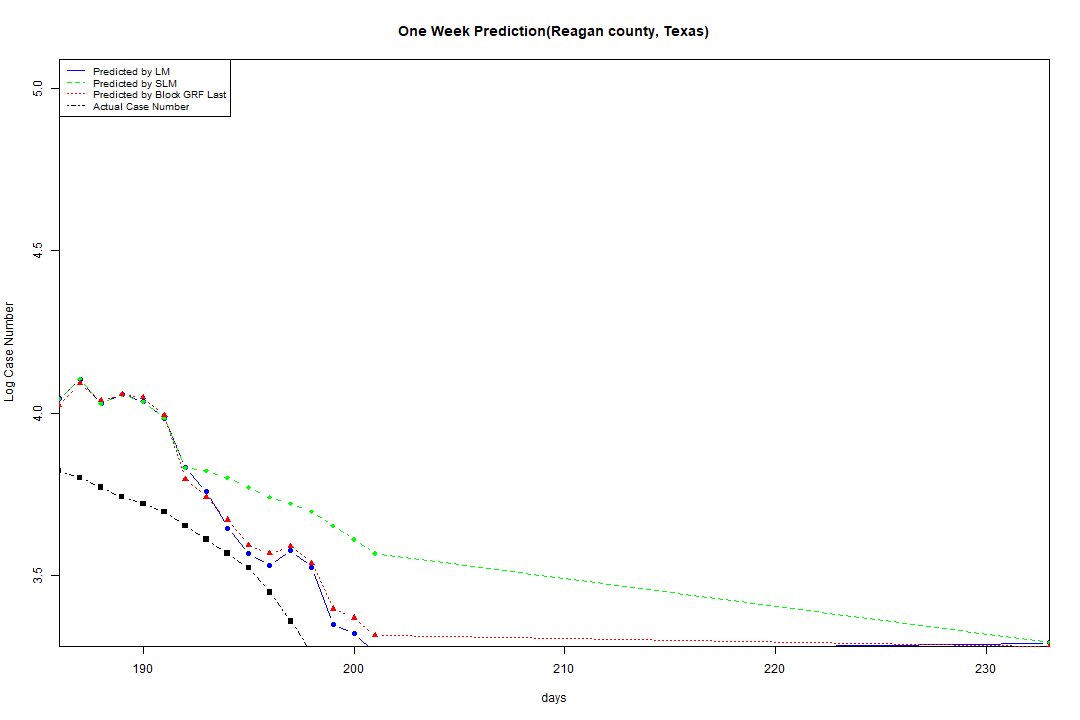 One Week Prediction(Reagan county, Texas)
Predicted by LM
Predicted by SLM
Predicted by Block GRF Last
Actual Case Number
5.0
4.5
4.0
3.5
Log Case Number
190 200 210 220 230
days